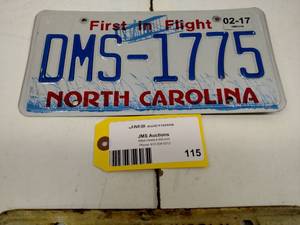 First In Flight
02-17
DMS-1775
NORTH CAROLINA
JMS Auctions
115